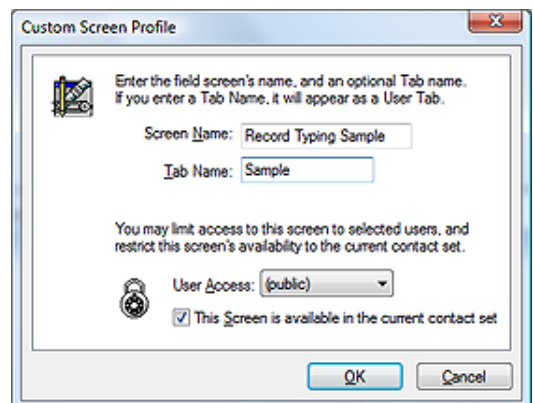 Custom Screen Profile
Enter the field screen's name, and an optional Tab name.
If you enter a Tab Name, it will appear as a User Tab.
Screen Name: Record Typing Sample
Tab Name: Sample
You may limit access to this screen to selected users, and
restrict this screen's availability to the current contact set.
User Access: (public)
This Screen is available in the current contact set
OK Cancel